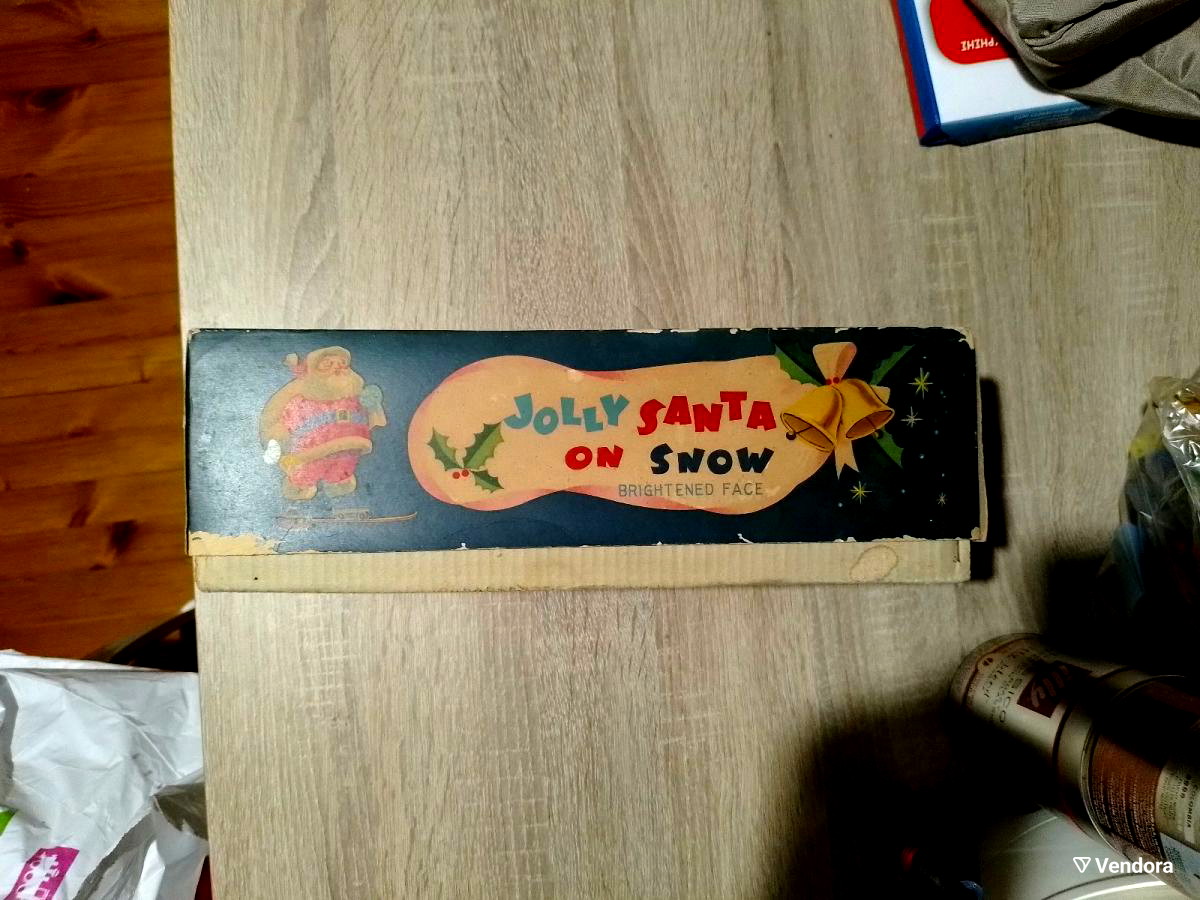 JOLLY SANTA
ON SNOW
BRIGHTENED FACE
Vendora